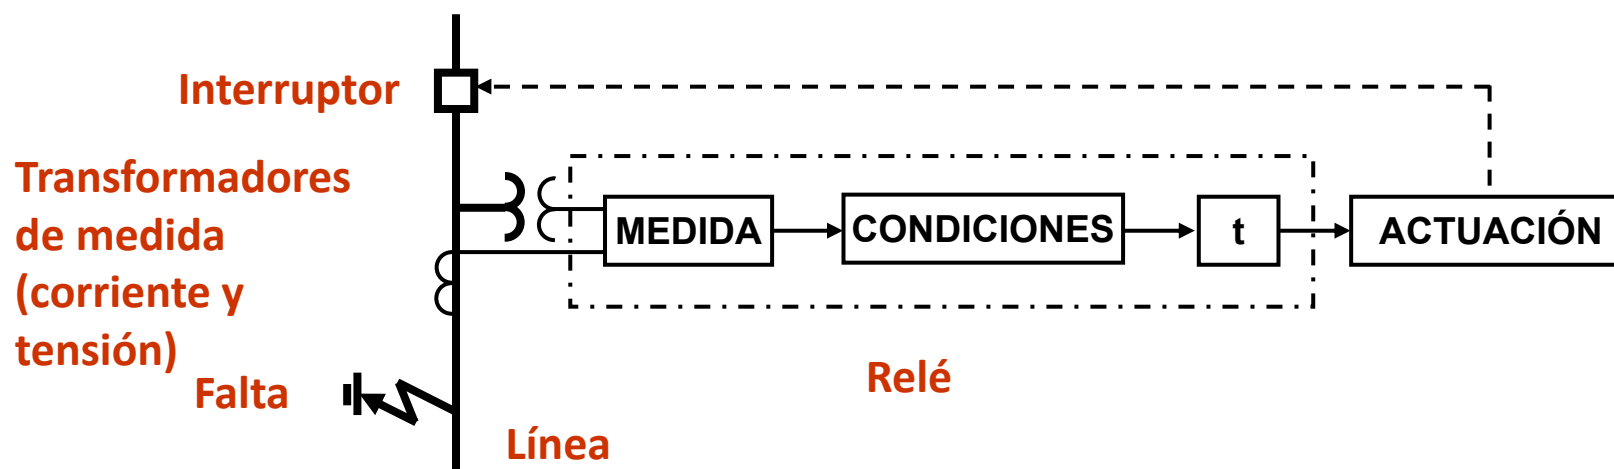 Interruptor
Transformadores
de medida
(corriente y
tensión)
MEDIDA
CONDICIONES
t
ACTUACIÓN
Relé
Falta
Línea